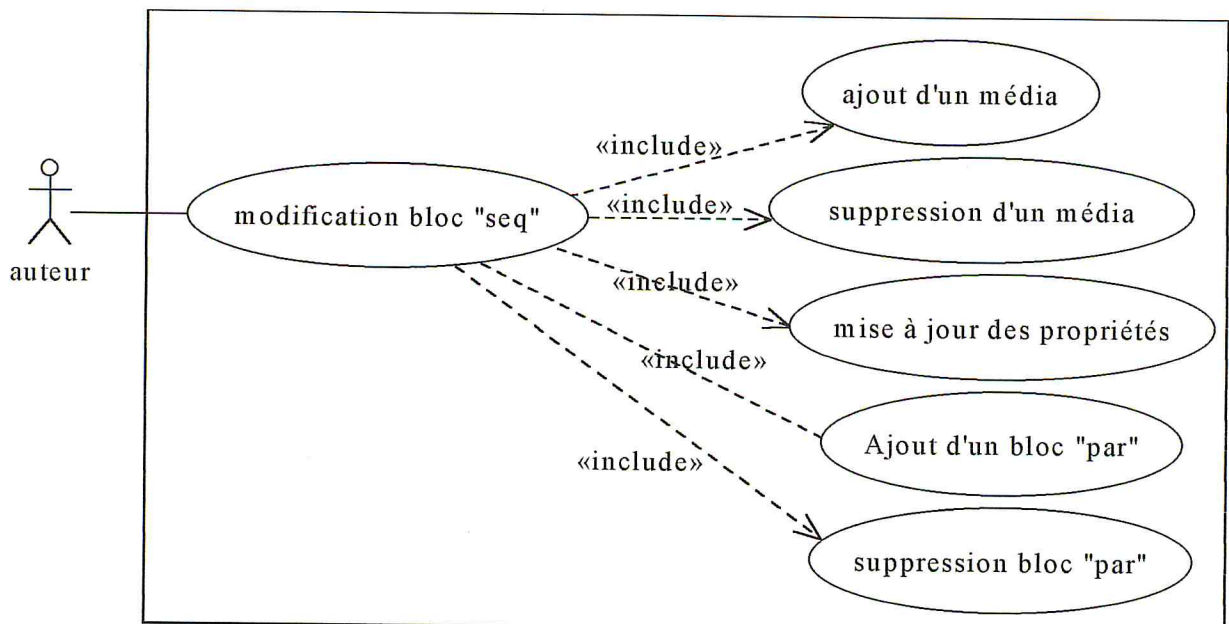 ajout d'un média
«include»
«include»
suppression d'un média
modification bloc "seq"
auteur
«include»
mise à jour des propriétés
«include»
Ajout d'un bloc "par"
«include»
suppression bloc "par"